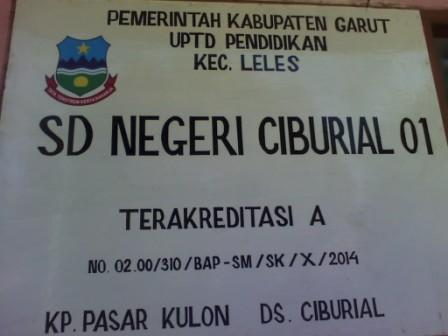 PEMERINTAH KABUPATEN GARUT
UPTD PENDIDIKAN
KEC. LELES
SD NEGERI CIBURIAL 01
TERAKREDITASI A
NO. 02.00/310/BAP-SM/SK/X/2014
KP. PASAR KULON DS. CIBURIAL